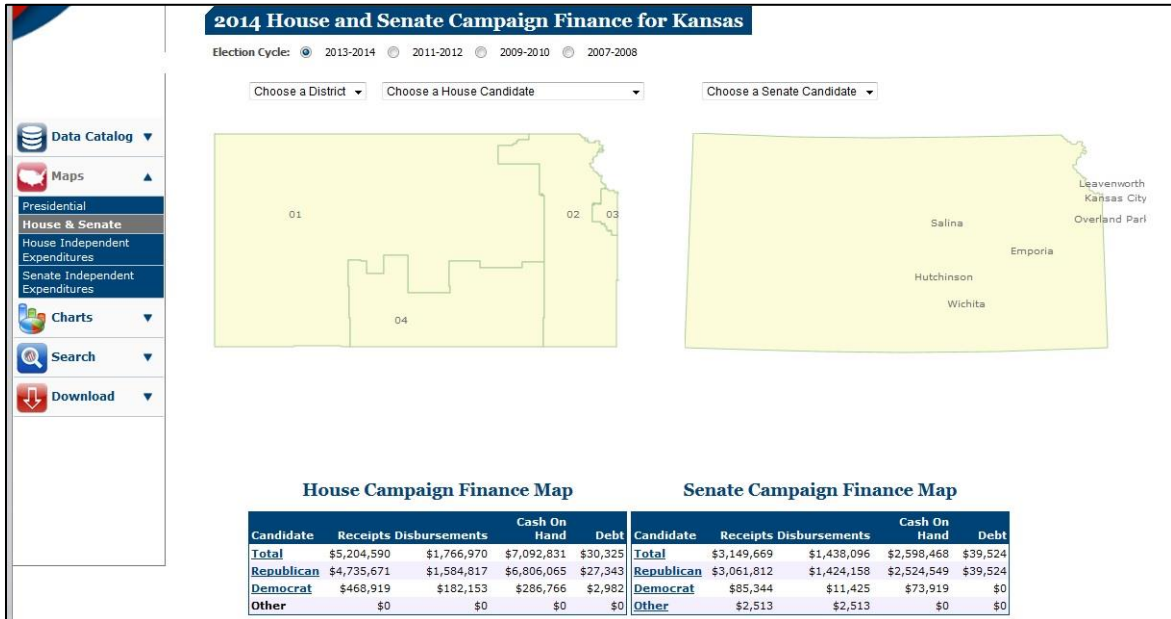 2014 House and Senate Campaign Finance for Kansas
Election Cycle: 2013-2014 2011-2012 2009-2010 2007-2008
Choose a District Choose a House Candidate Choose a Senate Candidate
Data Catalog
Maps
Presidential
House & Senate
House Independent
Expenditures
Senate Independent
Expenditures
Charts
Search
Download
01
02
03
04
Leavenworth
Kansas City
Overland Park
Salina
Emporia
Hutchinson
Wichita
House Campaign Finance Map
Candidate Receipts Disbursements Cash On Hand Debt
Total $5,204,590 $1,766,970 $7,092,831 $30,325
Republican $4,735,671 $1,584,817 $6,806,065 $27,343
Democrat $468,919 $182,153 $286,766 $2,982
Other $0 $0 $0 $0
Senate Campaign Finance Map
Candidate Receipts Disbursements Cash On Hand Debt
Total $3,149,669 $1,438,096 $2,598,468 $39,524
Republican $3,061,812 $1,424,158 $2,524,549 $39,524
Democrat $85,344 $11,425 $73,919 $0
Other $2,513 $2,513 $0 $0